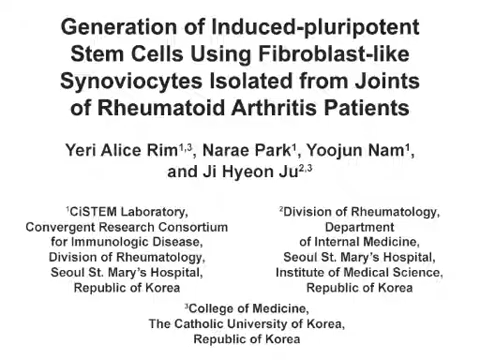 Generation of Induced-pluripotent
Stem Cells Using Fibroblast-like
Synoviocytes Isolated from Joints
of Rheumatoid Arthritis Patients
Yeri Alice Rim¹,³, Narae Park¹, Yoojun Nam¹,
and Ji Hyeon Ju²,³
¹CiSTEM Laboratory,
Convergent Research Consortium
for Immunologic Disease,
Division of Rheumatology,
Seoul St. Mary's Hospital,
Republic of Korea
²Division of Rheumatology,
Department
of Internal Medicine,
Seoul St. Mary's Hospital,
Institute of Medical Science,
Republic of Korea
³College of Medicine,
The Catholic University of Korea,
Republic of Korea